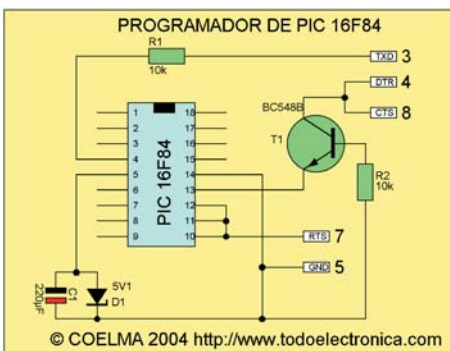 PROGRAMADOR DE PIC 16F84
R1
10k
TXD 3
DTR 4
CTS 8
BC548B
T1
R2
10k
PIC 16F84
1 18
2 17
3 16
4 15
5 14
6 13
7 12
8 11
9 10
RTS 7
GND 5
C1
220µF
5V1
D1
© COELMA 2004 http://www.todoelectronica.com